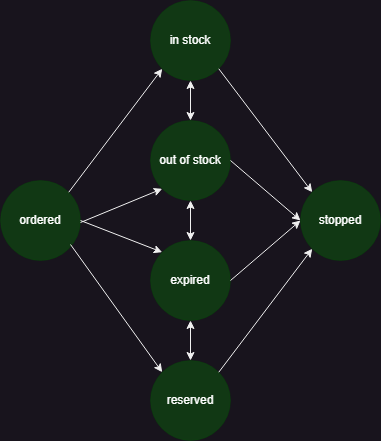 in stock
out of stock
ordered
stopped
expired
reserved